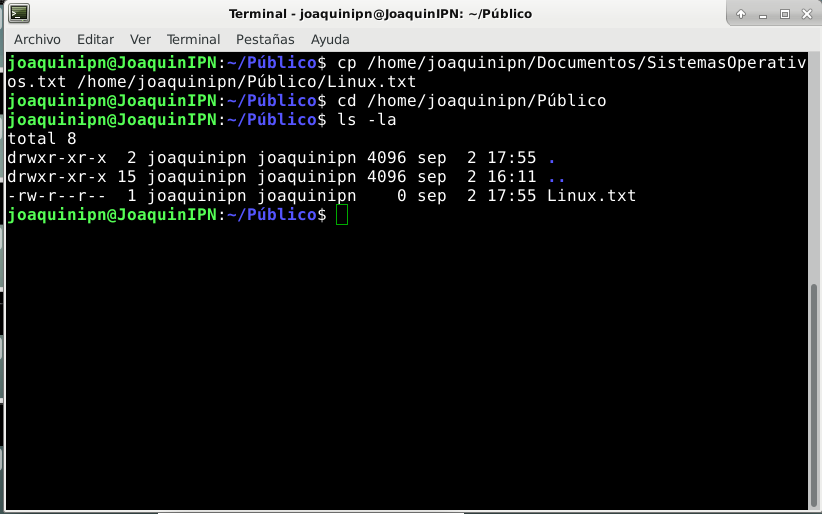 Terminal - joaquinipn@JoaquinIPN: ~/Público
Archivo Editar Ver Terminal Pestañas Ayuda
joaquinipn@JoaquinIPN:~/Público$ cp /home/joaquinipn/Documentos/SistemasOperativ
os.txt /home/joaquinipn/Público/Linux.txt
joaquinipn@JoaquinIPN:~/Público$ cd /home/joaquinipn/Público
joaquinipn@JoaquinIPN:~/Público$ ls -la
total 8
drwxr-xr-x  2 joaquinipn joaquinipn 4096 sep  2 17:55 .
drwxr-xr-x 15 joaquinipn joaquinipn 4096 sep  2 16:11 ..
-rw-r--r--  1 joaquinipn joaquinipn    0 sep  2 17:55 Linux.txt
joaquinipn@JoaquinIPN:~/Público$